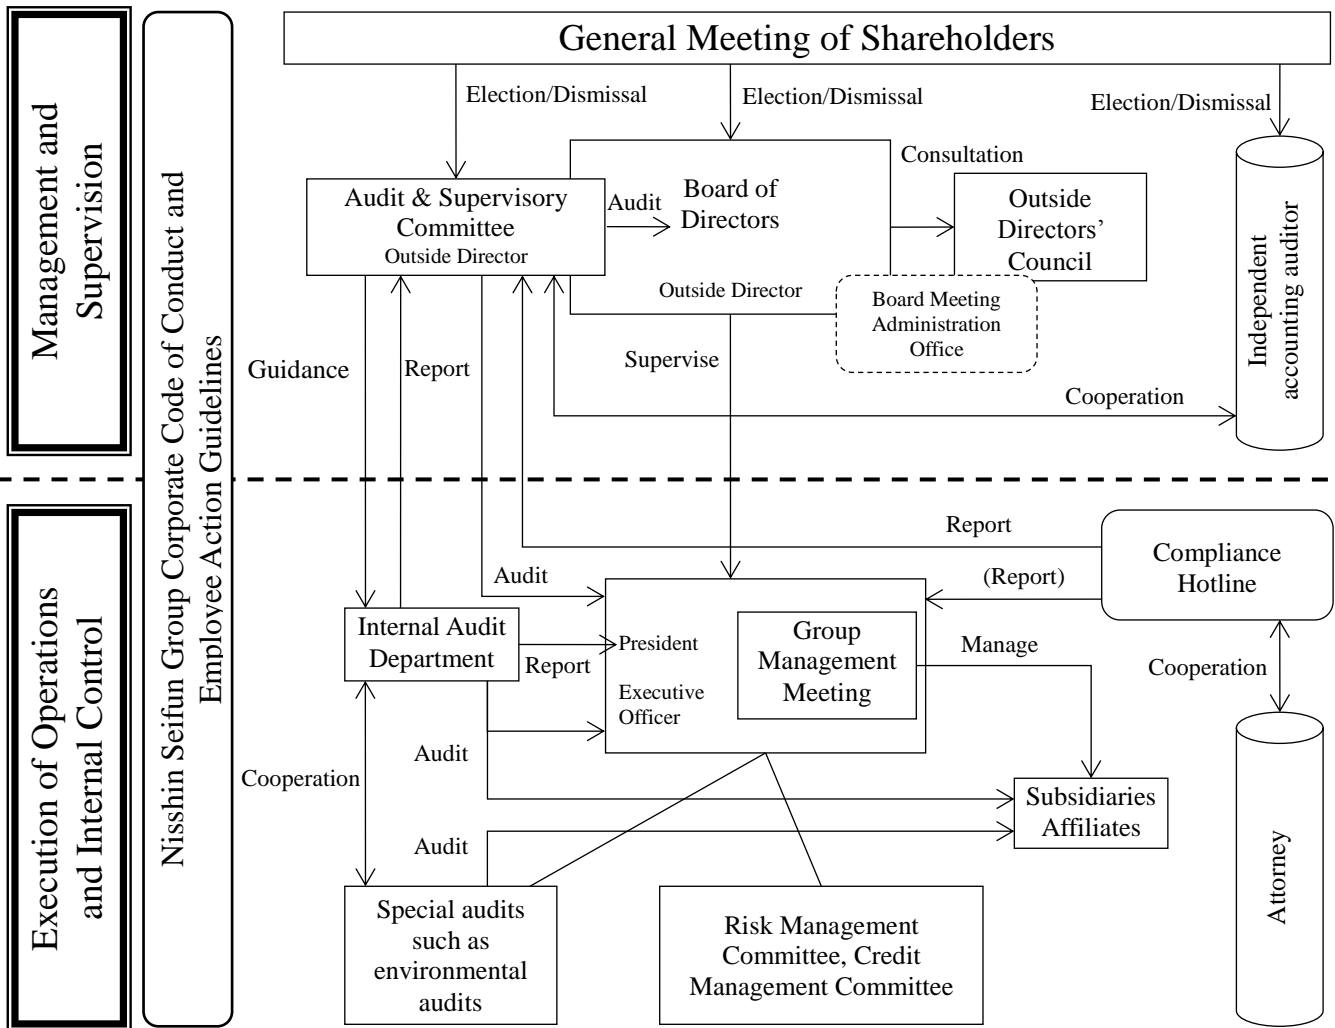 General Meeting of Shareholders
Election/Dismissal
Election/Dismissal
Election/Dismissal
Management and
Supervision
Nisshin Seifun Group Corporate Code of Conduct and
Employee Action Guidelines
Audit & Supervisory
Committee
Outside Director
Audit
Board of
Directors
Outside Director
Consultation
Outside
Directors’
Council
Board Meeting
Administration
Office
Independent
accounting auditor
Guidance
Report
Supervise
Cooperation
Execution of Operations
and Internal Control
Report
Compliance
Hotline
(Report)
Audit
Internal Audit
Department
Report
President
Executive
Officer
Group
Management
Meeting
Manage
Cooperation
Audit
Cooperation
Subsidiaries
Affiliates
Audit
Attorney
Special audits
such as
environmental
audits
Risk Management
Committee, Credit
Management Committee